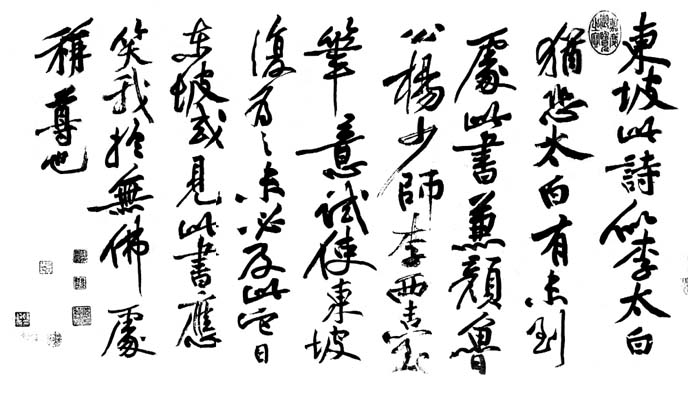 東坡此詩似李太白
猶恐太白有未到
處此書兼顏魯
公楊少師李西臺
筆意試使東坡
復為之未必及此它日
东坡或見此書應
笑我於無佛處
稱尊也